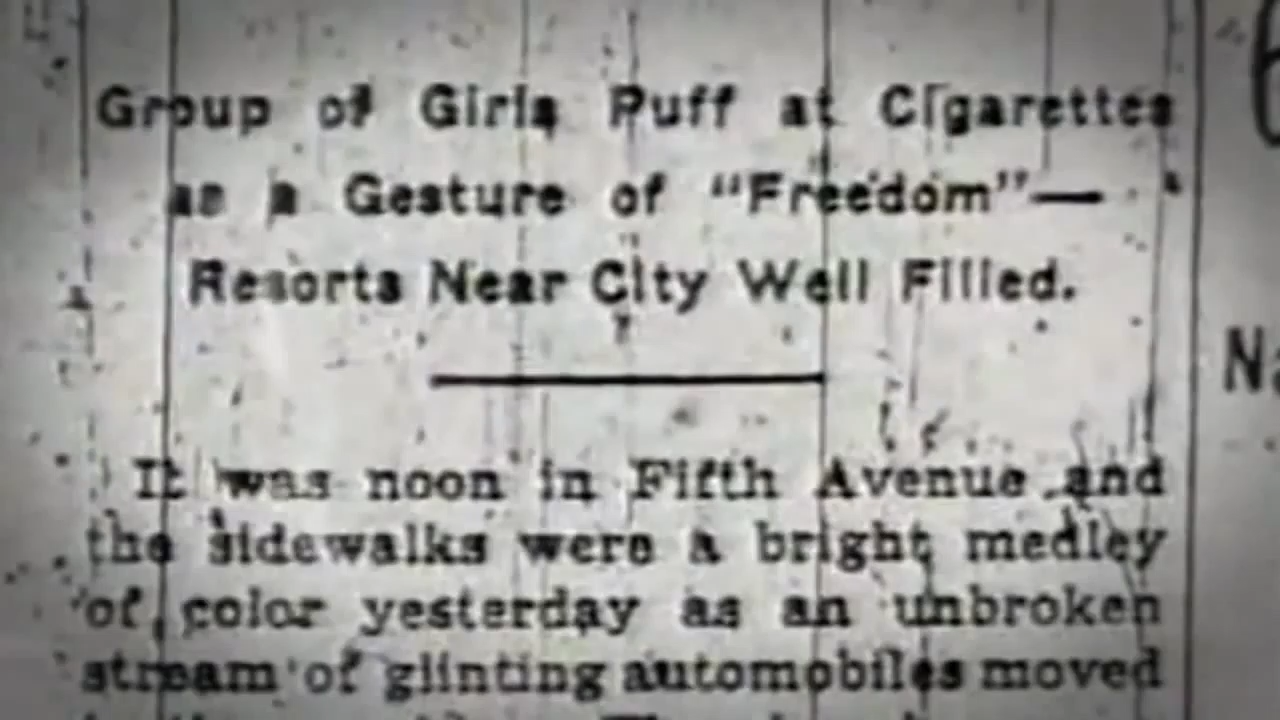 Group of Girls Puff at Cigarettes
as a Gesture of "Freedom"—
Resorts Near City Well Filled.
It was noon in Fifth Avenue and
the sidewalks were a bright medley
of color yesterday as an unbroken
stream of glinting automobiles moved